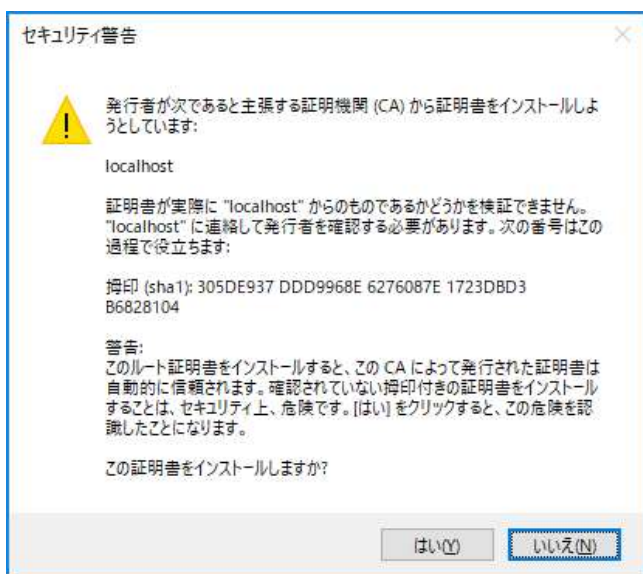 セキュリティ警告
発行者が次であると主張する証明機関 (CA) から証明書をインストールしよ
うとしています:
localhost
証明書が実際に "localhost" からのものであるかどうかを検証できません。
"localhost" に連絡して発行者を確認する必要があります。次の番号はこの
過程で役立ちます:
拇印 (sha1): 305DE937 DDD9968E 6276087E 1723DBD3
B6828104
警告:
このルート証明書をインストールすると、この CA によって発行された証明書は
自動的に信頼されます。確認されていない拇印付きの証明書をインストール
することは、セキュリティ上、危険です。[はい] をクリックすると、この危険を認
識したことになります。
この証明書をインストールしますか?
はい(Y)
いいえ(N)